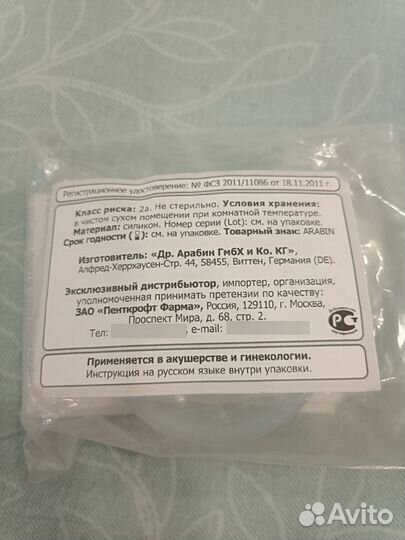 Регистрационное удостоверение: № ФСЗ 2011/11086 от 18.11.2011 г.
Класс риска: 2а. Не стерильно. Условия хранения:
в чистом сухом помещении при комнатной температуре.
Материал: силикон. Номер серии (Lot): см. на упаковке.
Срок годности: см. на упаковке. Товарный знак: ARABIN
Изготовитель: «Др. Арабин ГмбХ и Ко. КГ»,
Алфред-Херрхаусен-Стр. 44, 58455, Виттен, Германии (DE).
Эксклюзивный дистрибьютор, импортер, организация,
уполномоченная принимать претензии по качеству:
ЗАО «Пенткрофт Фарма», Россия, 129110, г. Москва,
Проспект Мира, д. 68, стр. 2.
Тел: , e-mail:
РСТ
Применяется в акушерстве и гинекологии.
Инструкция на русском языке внутри упаковки.
Avito